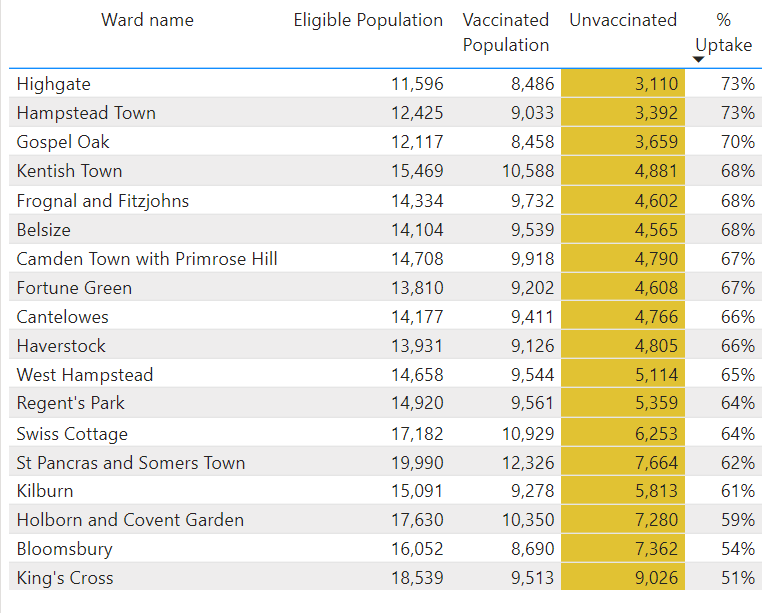 Ward name Eligible Population Vaccinated Population Unvaccinated % Uptake
Highgate 11,596 8,486 3,110 73%
Hampstead Town 12,425 9,033 3,392 73%
Gospel Oak 12,117 8,458 3,659 70%
Kentish Town 15,469 10,588 4,881 68%
Frognal and Fitzjohns 14,334 9,732 4,602 68%
Belsize 14,104 9,539 4,565 68%
Camden Town with Primrose Hill 14,708 9,918 4,790 67%
Fortune Green 13,810 9,202 4,608 67%
Cantelowes 14,177 9,411 4,766 66%
Haverstock 13,931 9,126 4,805 66%
West Hampstead 14,658 9,544 5,114 65%
Regent's Park 14,920 9,561 5,359 64%
Swiss Cottage 17,182 10,929 6,253 64%
St Pancras and Somers Town 19,990 12,326 7,664 62%
Kilburn 15,091 9,278 5,813 61%
Holborn and Covent Garden 17,630 10,350 7,280 59%
Bloomsbury 16,052 8,690 7,362 54%
King's Cross 18,539 9,513 9,026 51%